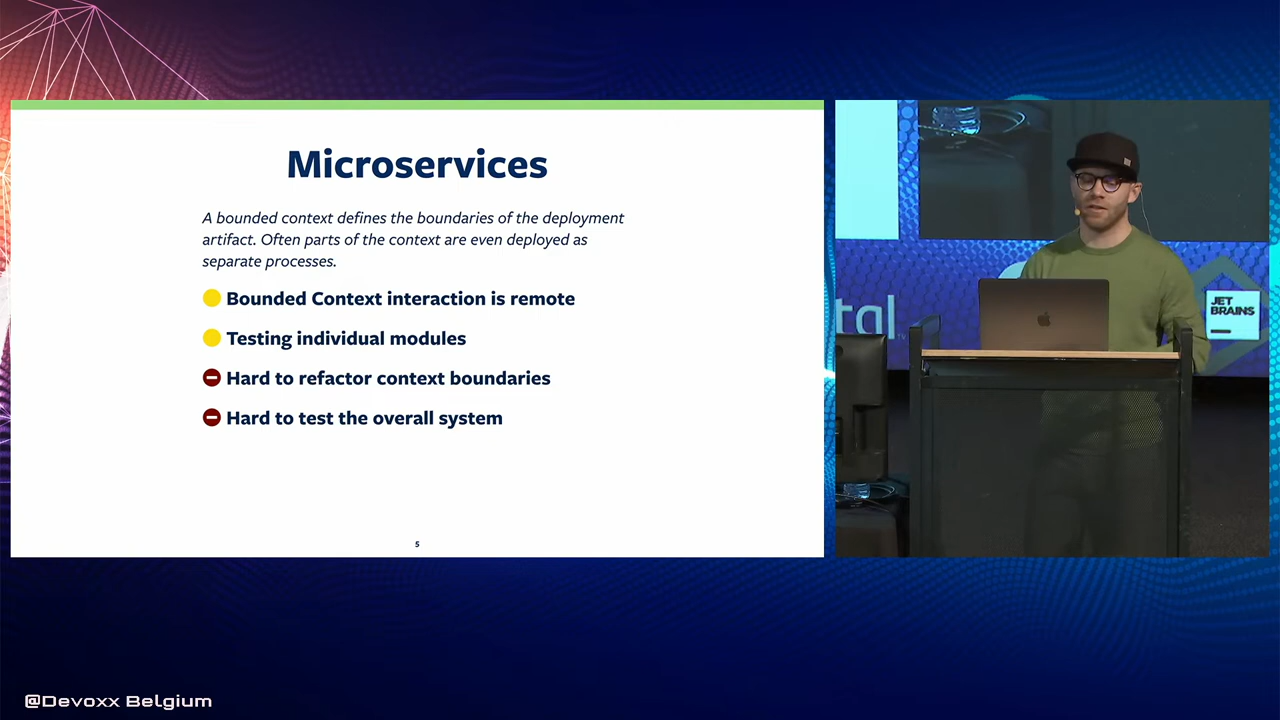 Microservices
A bounded context defines the boundaries of the deployment
artifact. Often parts of the context are even deployed as
separate processes.
Bounded Context interaction is remote
Testing individual modules
Hard to refactor context boundaries
Hard to test the overall system
5
tal
JET
BRAINS
@Devoxx Belgium